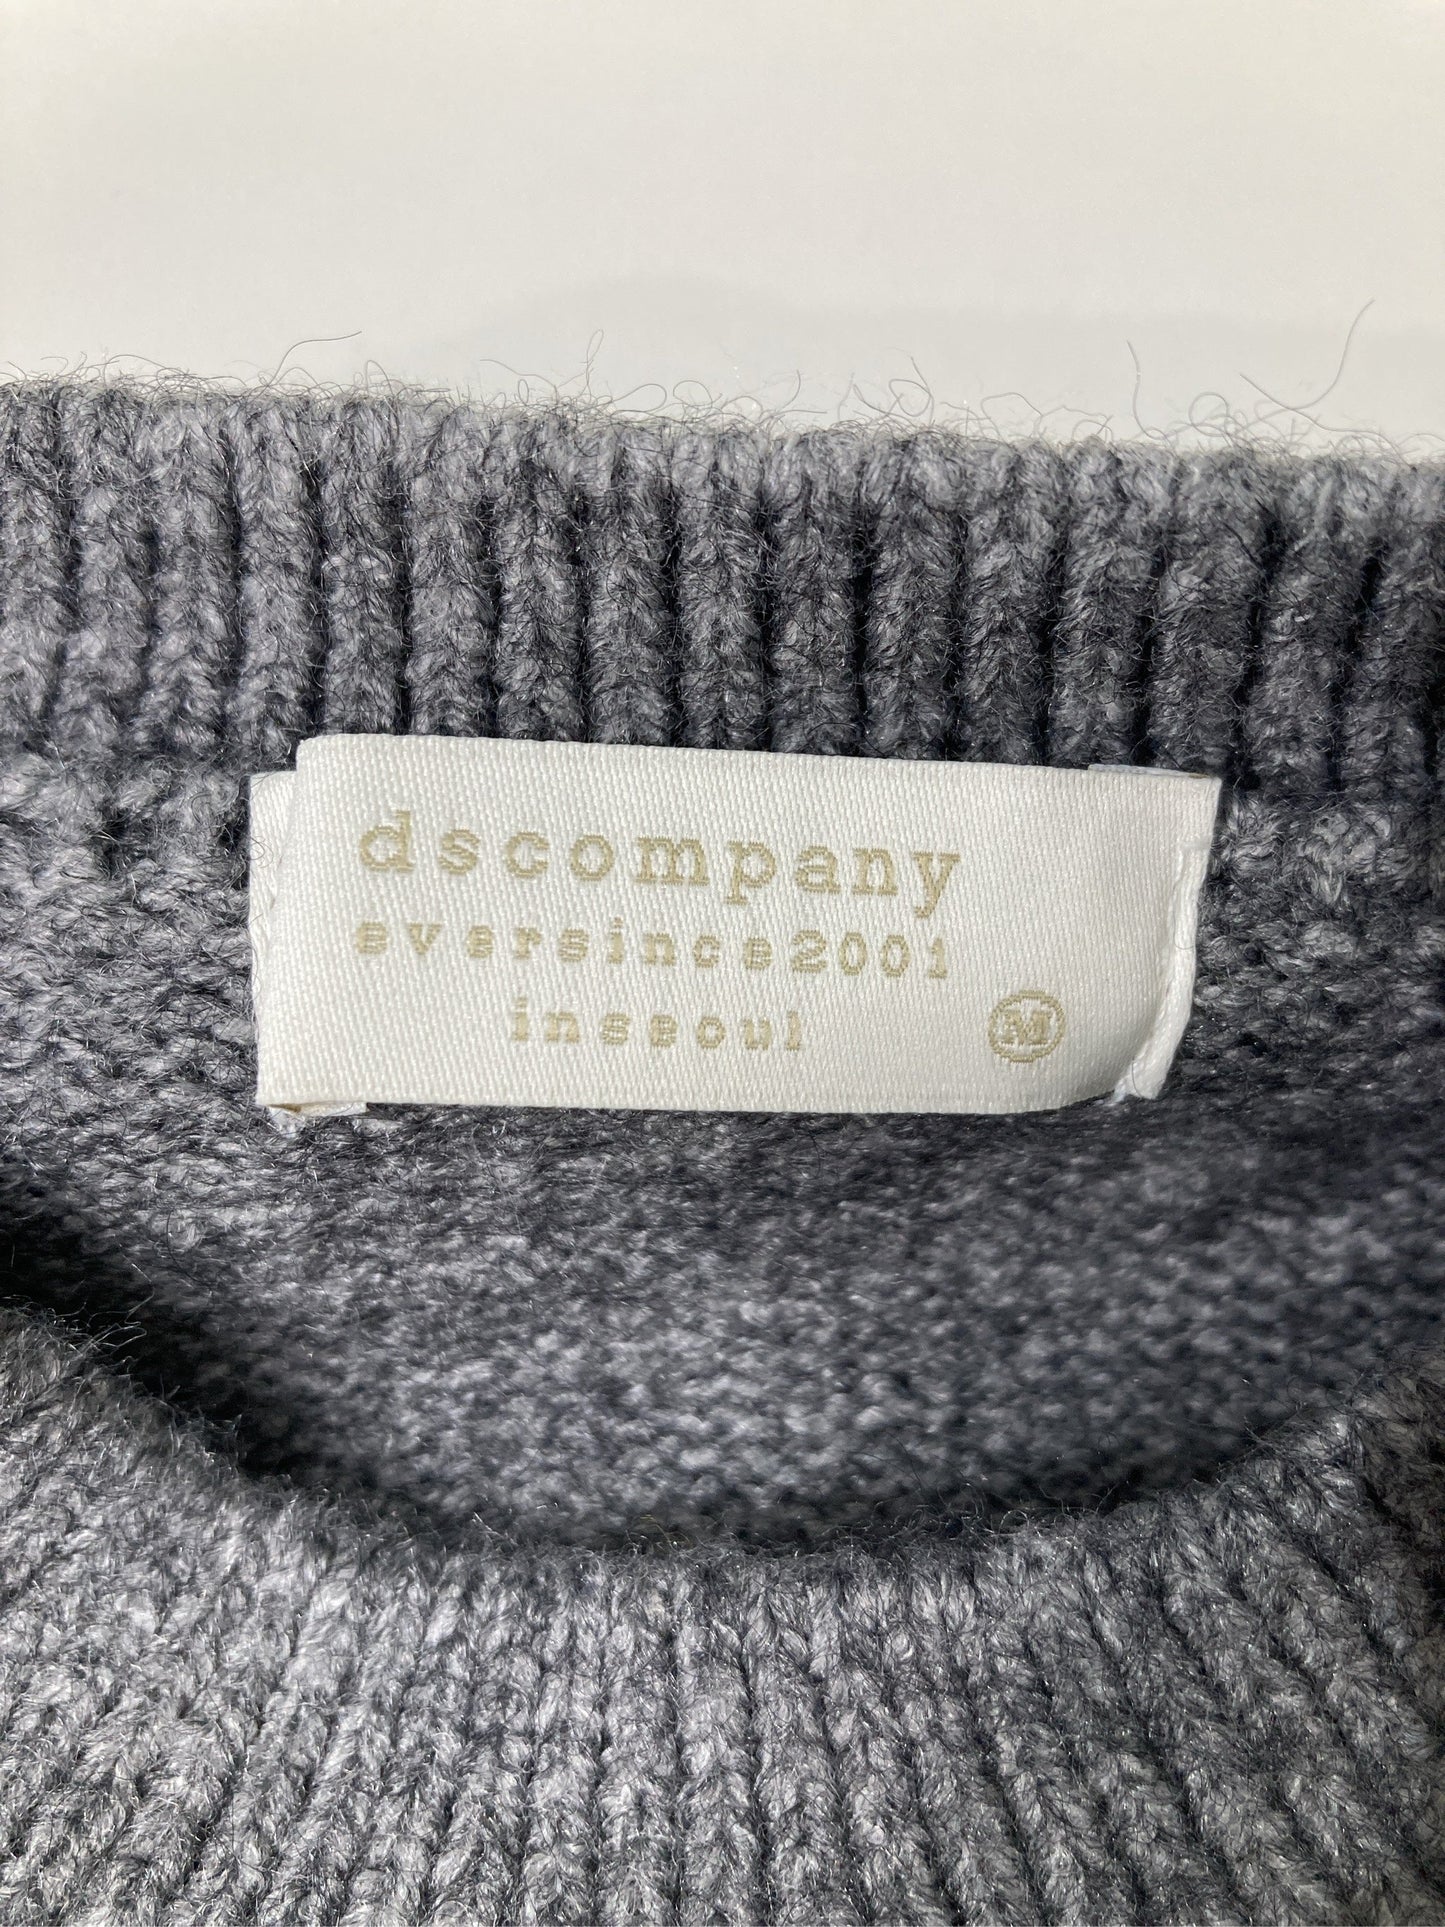 dscompany
eversince2001
inseoul
M